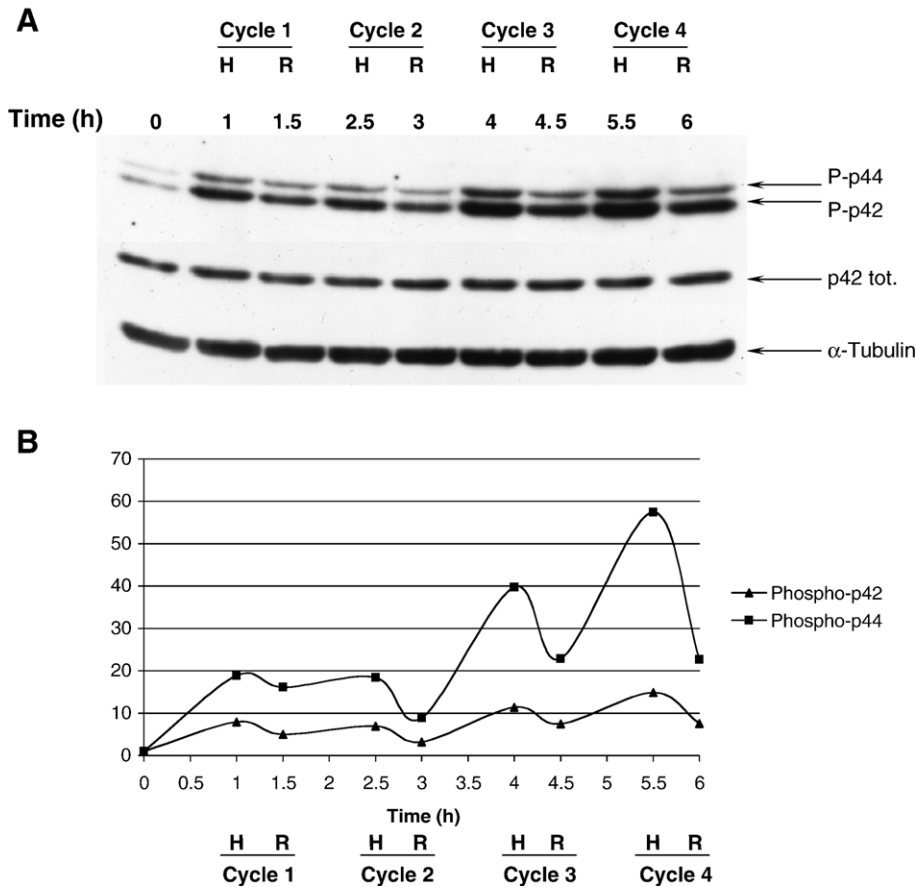 A
Cycle 1 Cycle 2 Cycle 3 Cycle 4
H R H R H R H R
Time (h) 0 1 1.5 2.5 3 4 4.5 5.5 6
P-p44
P-p42
p42 tot.
α-Tubulin
B
70
60
50
40
30
20
10
0
Phospho-p42
Phospho-p44
0 0.5 1 1.5 2 2.5 3 3.5 4 4.5 5 5.5 6
Time (h)
H R H R H R H R
Cycle 1 Cycle 2 Cycle 3 Cycle 4